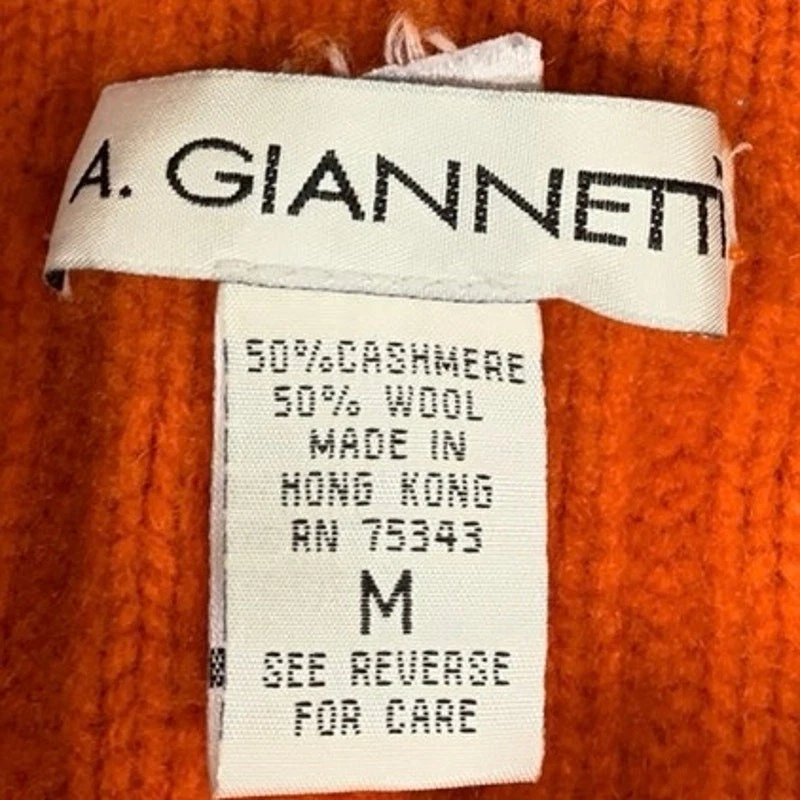 A. GIANNETTI
50%CASHMERE
50% WOOL
MADE IN
HONG KONG
RN 75343
M
SEE REVERSE
FOR CARE